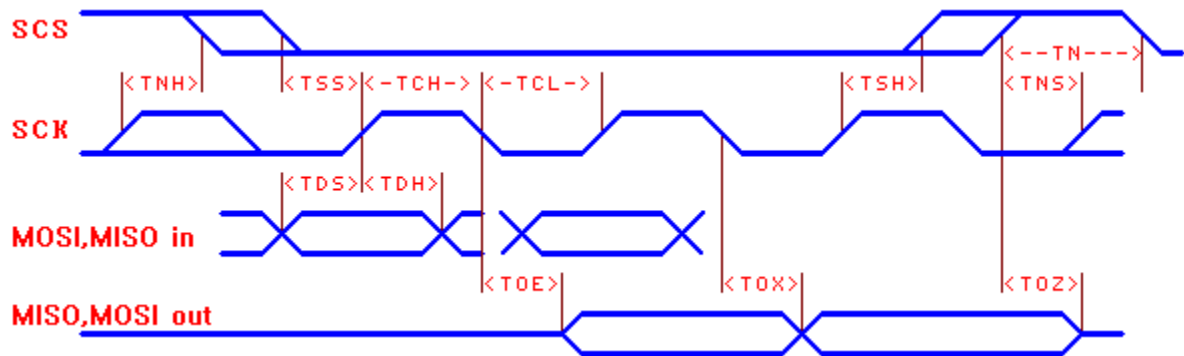 SCS
<--TN--->
<TNH> <TSS> <-TCH-> <-TCL-> <TSH> <TNS>
SCK
<TDS> <TDH>
MOSI,MISO in
<TOE> <TOX> <TOZ>
MISO,MOSI out